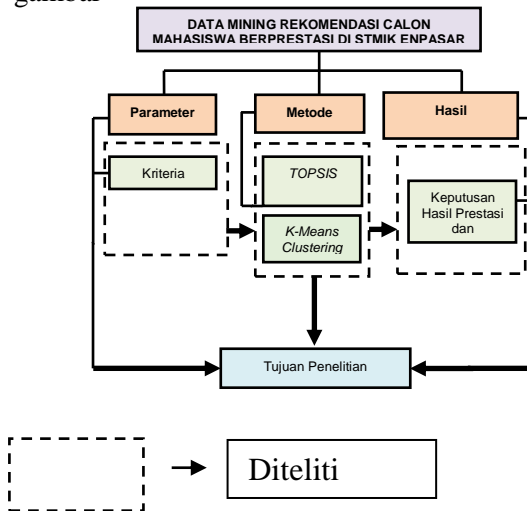 gambar
DATA MINING REKOMENDASI CALON
MAHASISWA BERPRESTASI DI STMIK ENPASAR
Parameter
Metode
Hasil
Kriteria
TOPSIS
K-Means
Clustering
Keputusan
Hasil Prestasi
dan
Tujuan Penelitian
Diteliti